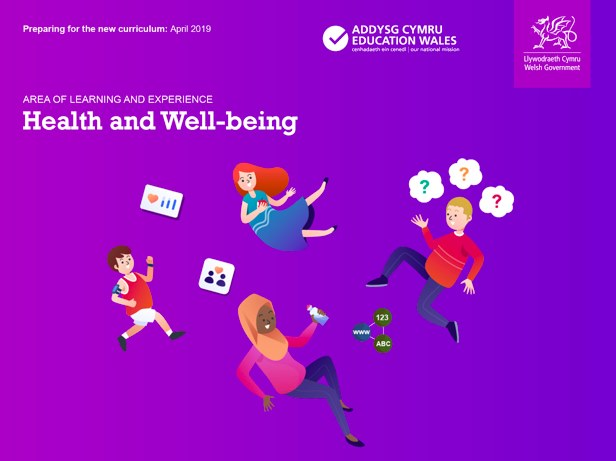 Preparing for the new curriculum: April 2019
ADDYSG CYMRU
EDUCATION WALES
cenhadaeth ein cenedl | our national mission
Llywodraeth Cymru
Welsh Government
AREA OF LEARNING AND EXPERIENCE
Health and Well-being
?
?
?
123
www
ABC